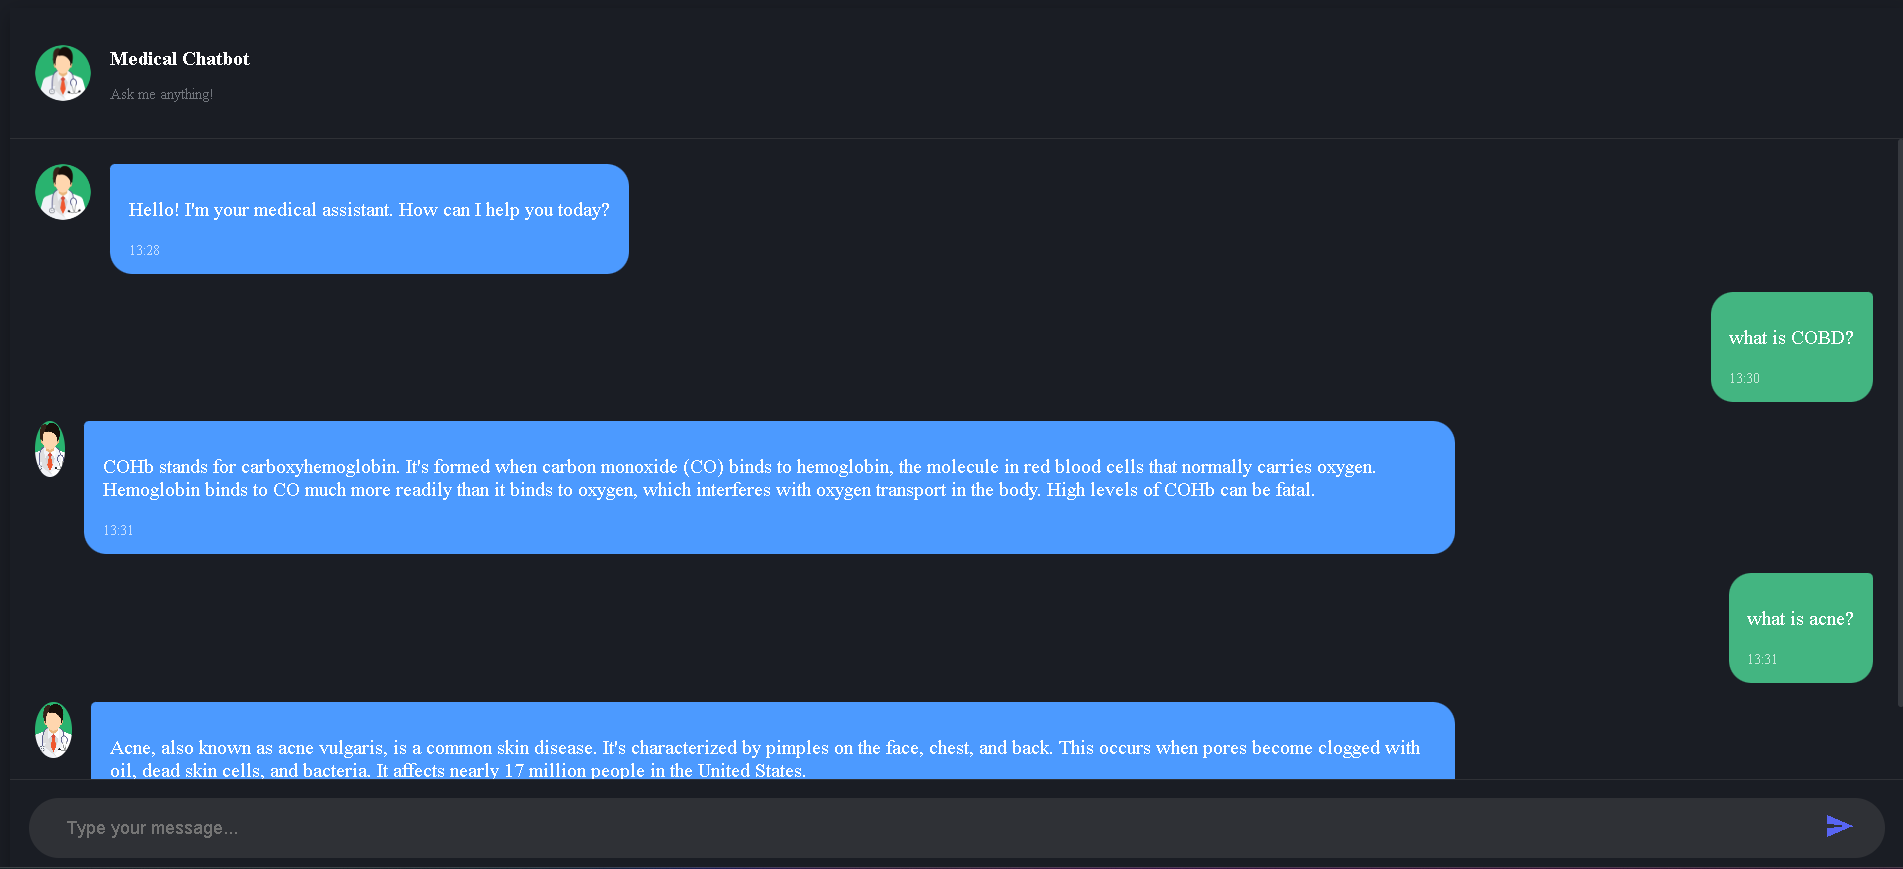 Medical Chatbot
Ask me anything!
Hello! I'm your medical assistant. How can I help you today?
13:28
what is COBD?
13:30
COHb stands for carboxyhemoglobin. It's formed when carbon monoxide (CO) binds to hemoglobin, the molecule in red blood cells that normally carries oxygen.
Hemoglobin binds to CO much more readily than it binds to oxygen, which interferes with oxygen transport in the body. High levels of COHb can be fatal.
13:31
what is acne?
13:31
Acne, also known as acne vulgaris, is a common skin disease. It's characterized by pimples on the face, chest, and back. This occurs when pores become clogged with
oil, dead skin cells, and bacteria. It affects nearly 17 million people in the United States.
Type your message...